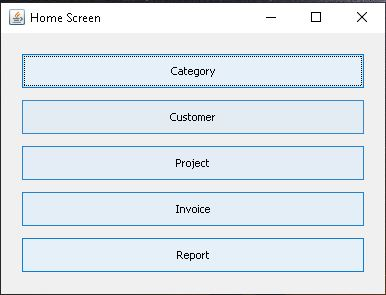 Home Screen
Category
Customer
Project
Invoice
Report